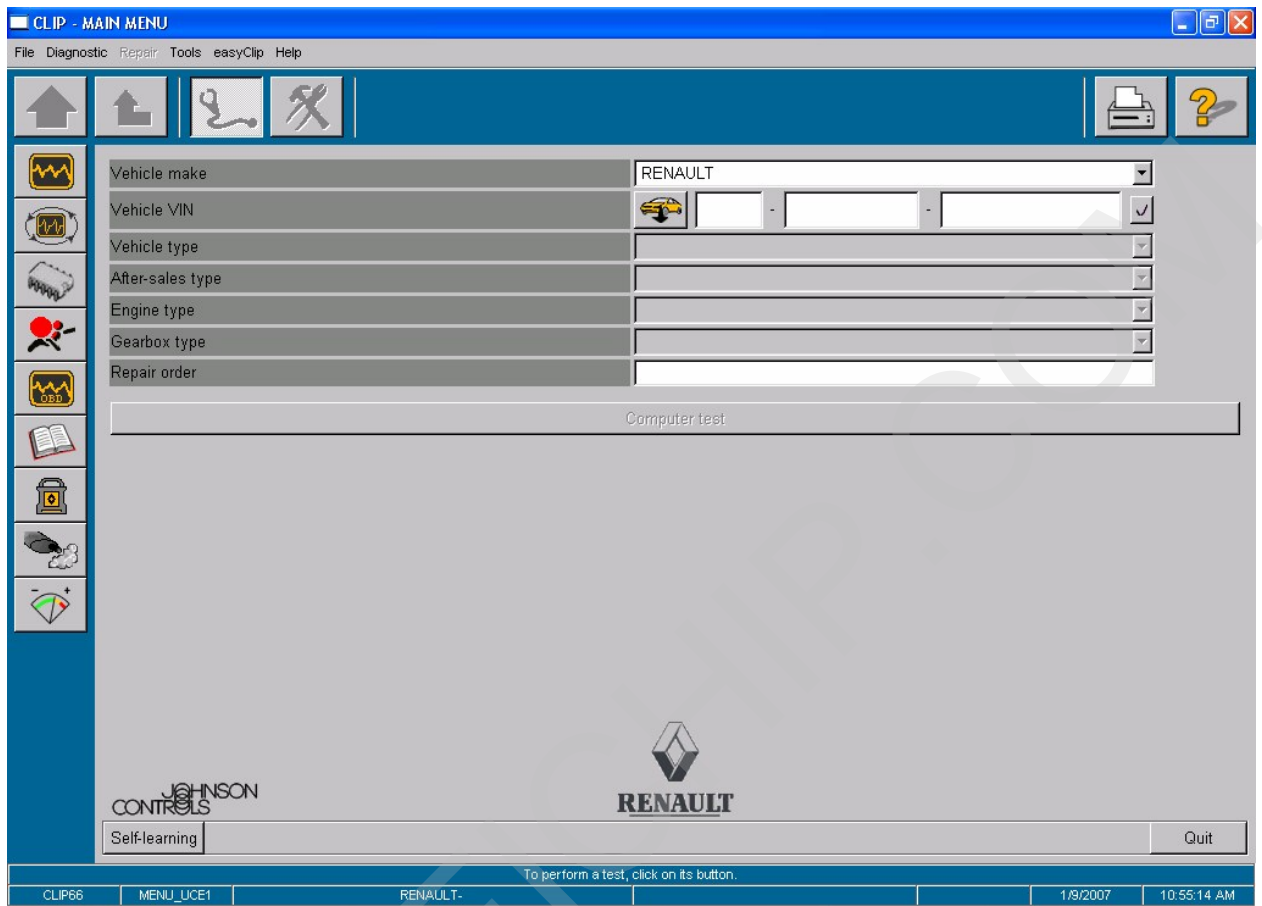 CLIP - MAIN MENU
File Diagnostic Repair Tools easyClip Help
OBD
Vehicle make RENAULT
Vehicle VIN - -
Vehicle type
After-sales type
Engine type
Gearbox type
Repair order
Computer test
JOHNSON
CONTROLS
RENAULT
Self-learning Quit
To perform a test, click on its button.
CLIP66 MENU_UCE1 RENAULT- 1/9/2007 10:55:14 AM